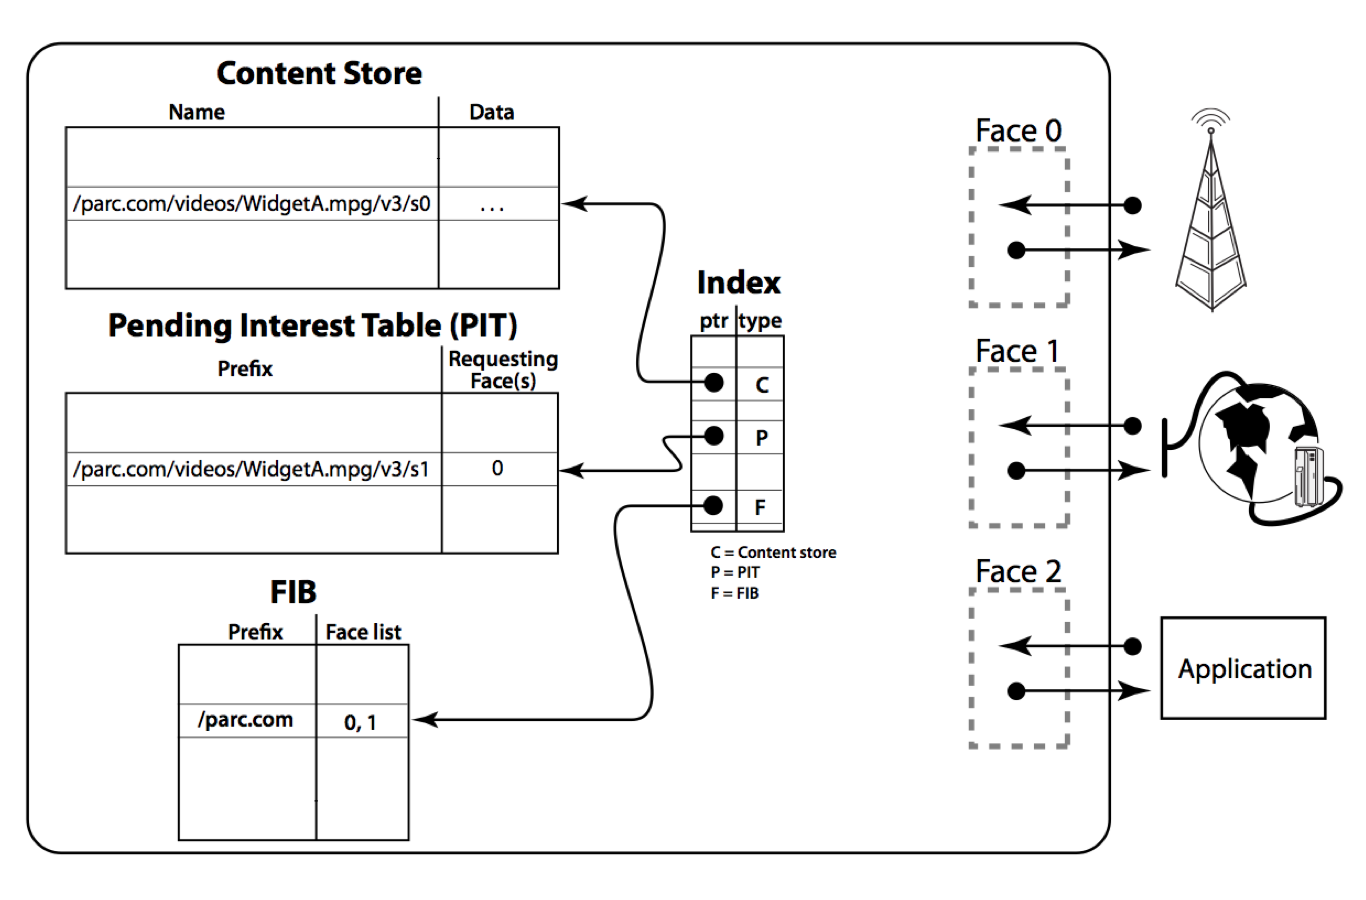 Content Store
Name Data
/parc.com/videos/WidgetA.mpg/v3/s0 ...
Pending Interest Table (PIT)
Prefix Requesting
Face(s)
/parc.com/videos/WidgetA.mpg/v3/s1 0
FIB
Prefix Face list
/parc.com 0, 1
Index
ptr type
C
P
F
C = Content store
P = PIT
F = FIB
Face 0
Face 1
Face 2
Application